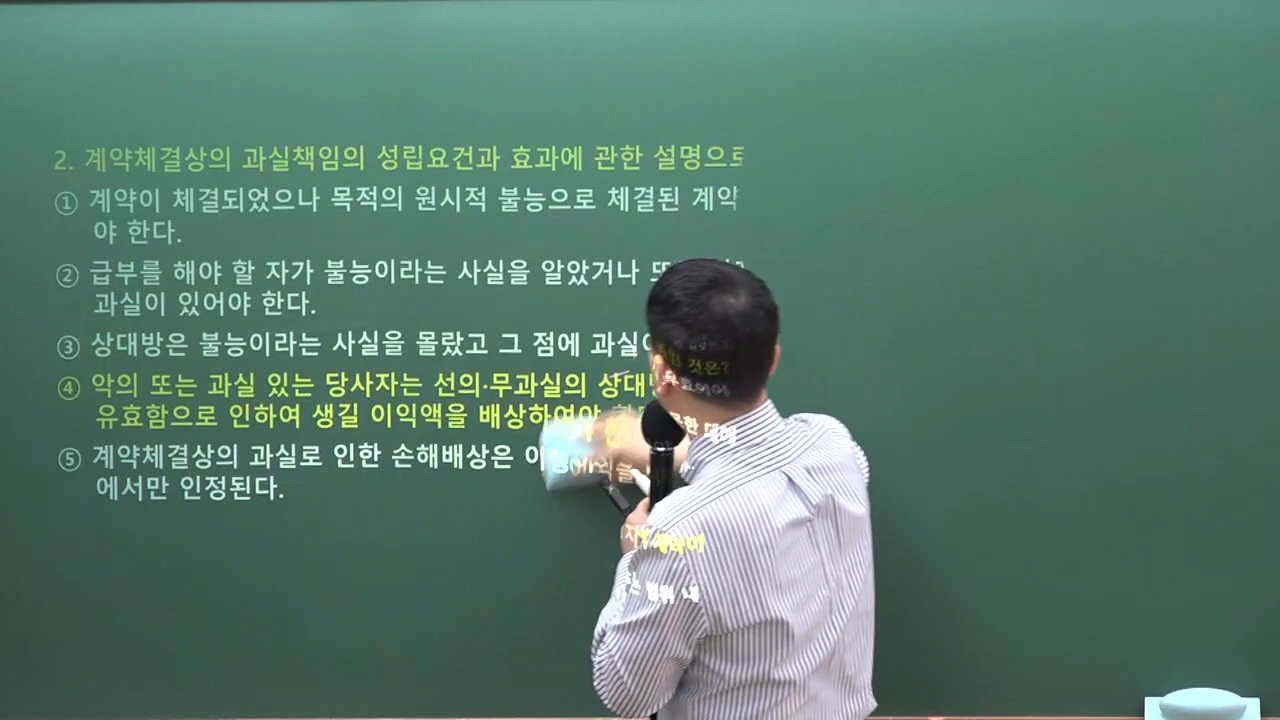 2. 계약체결상의 과실책임의 성립요건과 효과에 관한 설명으로
① 계약이 체결되었으나 목적의 원시적 불능으로 체결된 계약
야 한다.
② 급부를 해야 할 자가 불능이라는 사실을 알았거나
과실이 있어야 한다.
③ 상대방은 불능이라는 사실을 몰랐고 그 점에
④ 악의 또는 과실 있는 당사자는 선의·무과실의
것은?
유효함으로 인하여 생길 이익액을 배상하여야
⑤ 계약체결상의 과실로 인한 손해배상은
에서만 인정된다.
계약이
범위 내